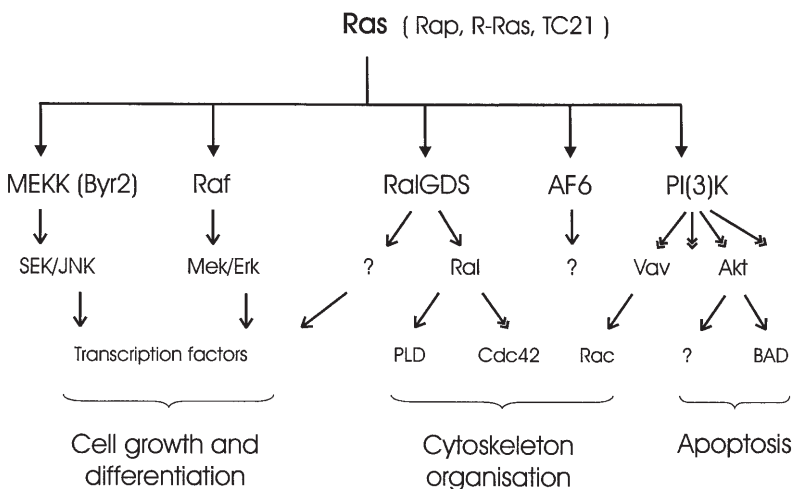 Ras ( Rap, R-Ras, TC21 )
MEKK (Byr2) Raf RalGDS AF6 PI(3)K
SEK/JNK Mek/Erk ? Ral ? Vav Akt
Transcription factors PLD Cdc42 Rac ? BAD
Cell growth and differentiation
Cytoskeleton organisation
Apoptosis